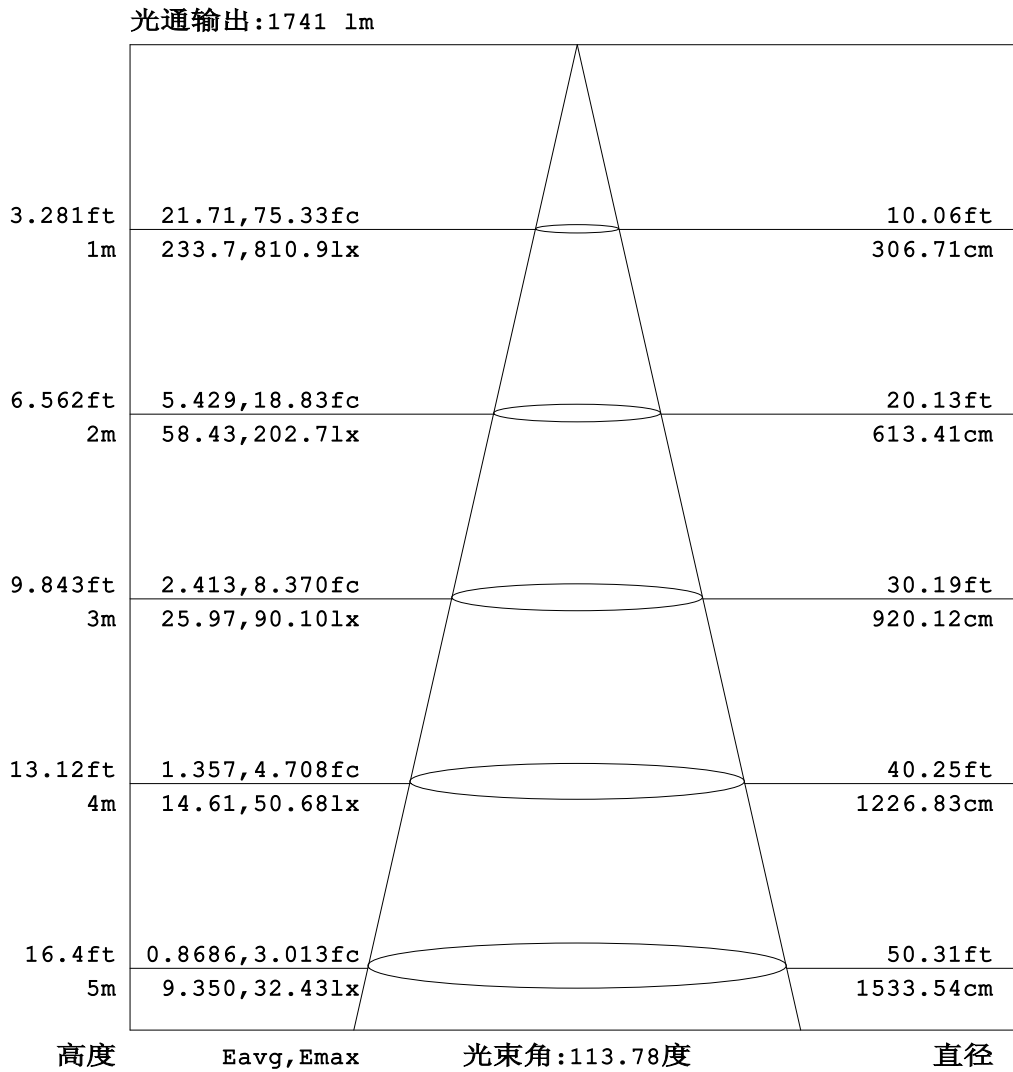 光通输出:1741 lm
3.281ft 21.71,75.33fc 10.06ft
1m 233.7,810.9lx 306.71cm
6.562ft 5.429,18.83fc 20.13ft
2m 58.43,202.7lx 613.41cm
9.843ft 2.413,8.370fc 30.19ft
3m 25.97,90.10lx 920.12cm
13.12ft 1.357,4.708fc 40.25ft
4m 14.61,50.68lx 1226.83cm
16.4ft 0.8686,3.013fc 50.31ft
5m 9.350,32.43lx 1533.54cm
高度 Eavg,Emax 光束角:113.78度 直径